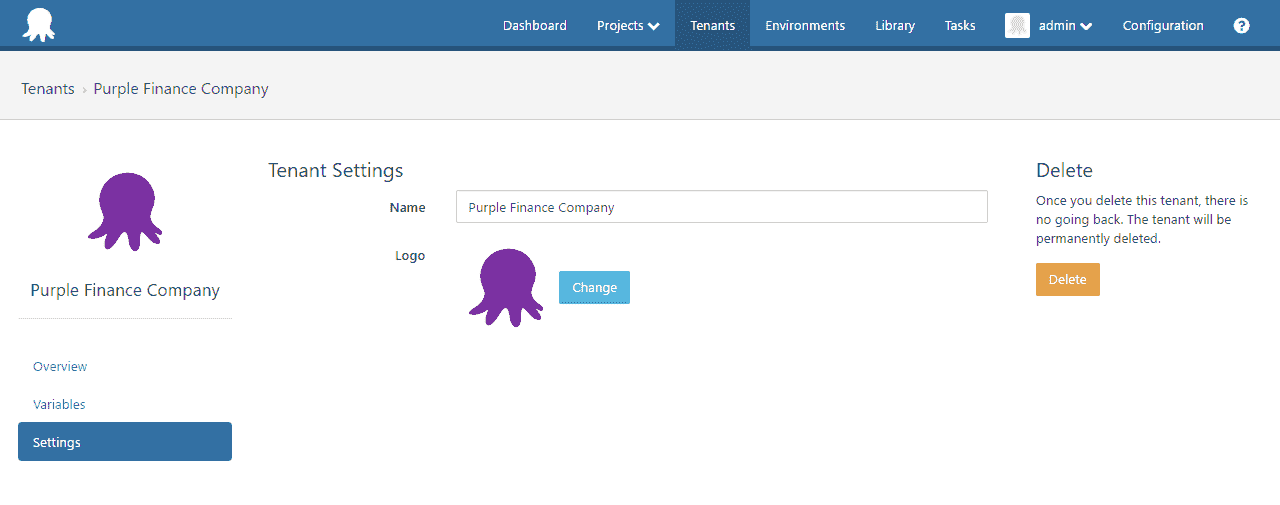 Dashboard Projects Tenants Environments Library Tasks admin Configuration ?
Tenants › Purple Finance Company
Purple Finance Company
Overview
Variables
Settings
Tenant Settings
Name Purple Finance Company
Logo
Change
Delete
Once you delete this tenant, there is
no going back. The tenant will be
permanently deleted.
Delete